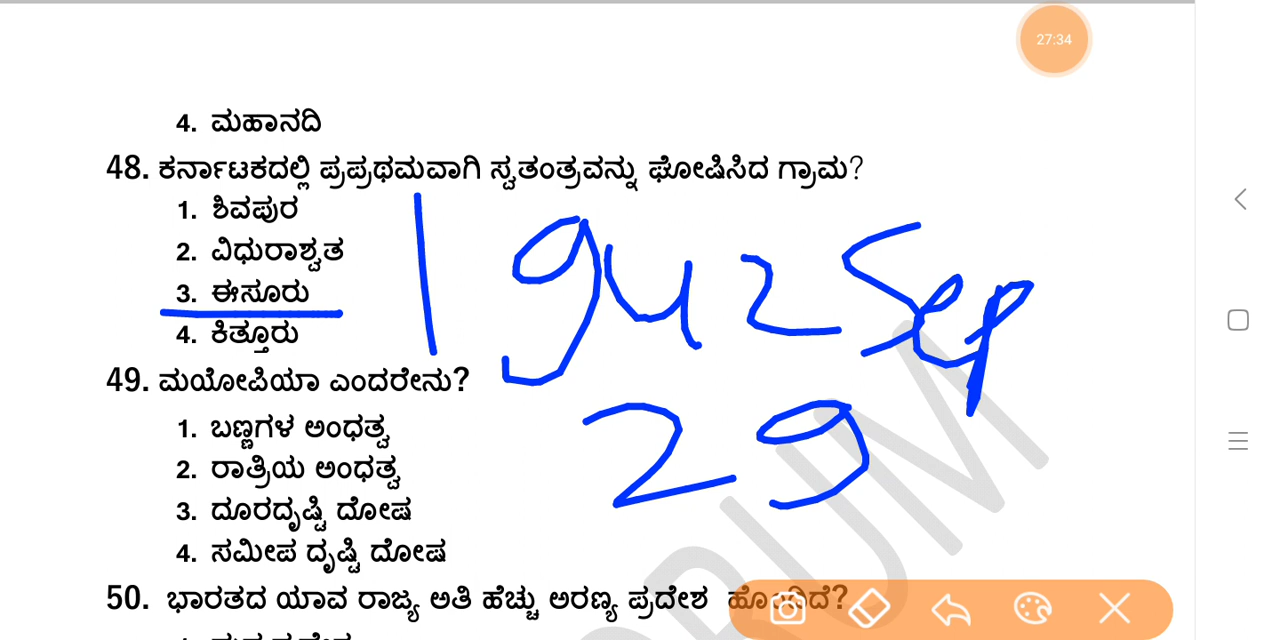 27:34
4. ಮಹಾನದಿ
48. ಕರ್ನಾಟಕದಲ್ಲಿ ಪ್ರಪ್ರಥಮವಾಗಿ ಸ್ವತಂತ್ರವನ್ನು ಘೋಷಿಸಿದ ಗ್ರಾಮ?
1. ಶಿವಪುರ
2. ವಿಧುರಾಶ್ವತ
3. ಈಸೂರು
4. ಕಿತ್ತೂರು
1942 Sep
29
49. ಮಯೋಪಿಯಾ ಎಂದರೇನು?
1. ಬಣ್ಣಗಳ ಅಂಧತ್ವ
2. ರಾತ್ರಿಯ ಅಂಧತ್ವ
3. ದೂರದೃಷ್ಟಿ ದೋಷ
4. ಸಮೀಪ ದೃಷ್ಟಿ ದೋಷ
50. ಭಾರತದ ಯಾವ ರಾಜ್ಯ ಅತಿ ಹೆಚ್ಚು ಅರಣ್ಯ ಪ್ರದೇಶ